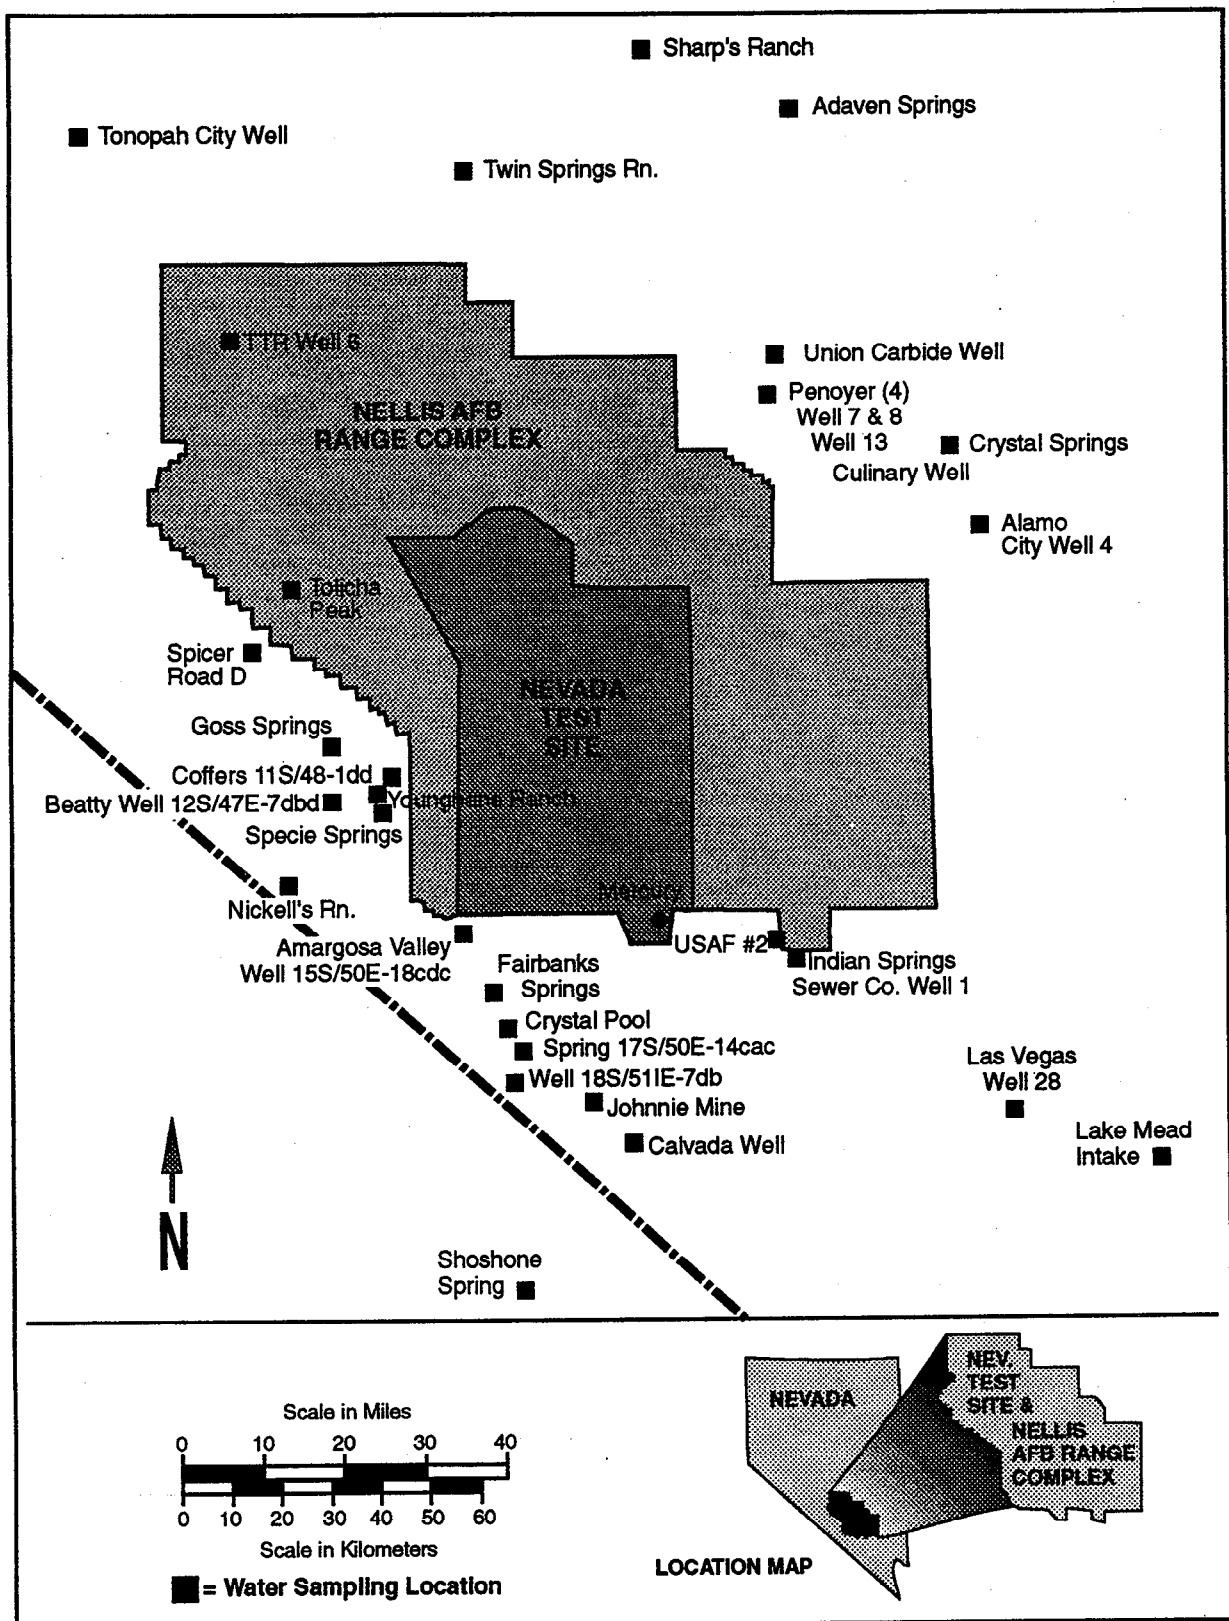 Sharp's Ranch
Adaven Springs
Tonopah City Well
Twin Springs Rn.
TTR Well 6
Union Carbide Well
Penoyer (4)
Well 7 & 8
Well 13
Culinary Well
NELLIS AFB
RANGE COMPLEX
Crystal Springs
Alamo
City Well 4
Tolicha
Peak
Spicer
Road D
NEVADA
TEST
SITE
Goss Springs
Coffers 11S/48-1dd
Beatty Well 12S/47E-7dbd
Youngbans Ranch
Specie Springs
Nickell's Rn.
Mercury
Amargosa Valley
Well 15S/50E-18cdc
USAF #2
Indian Springs
Sewer Co. Well 1
Fairbanks
Springs
Crystal Pool
Spring 17S/50E-14cac
Well 18S/51IE-7db
Johnnie Mine
Calvada Well
Las Vegas
Well 28
Lake Mead
Intake
N
Shoshone
Spring
Scale in Miles
0 10 20 30 40
0 10 20 30 40 50 60
Scale in Kilometers
= Water Sampling Location
NEVADA
NEV.
TEST
SITE &
NELLIS
AFB RANGE
COMPLEX
LOCATION MAP